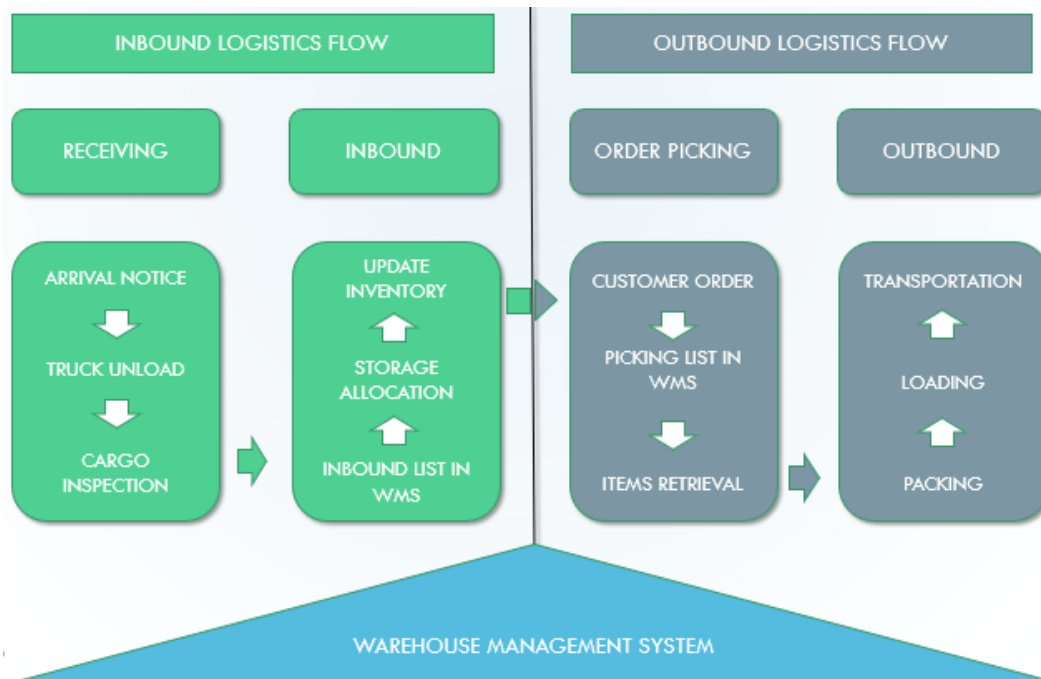 INBOUND LOGISTICS FLOW
OUTBOUND LOGISTICS FLOW
RECEIVING
INBOUND
ORDER PICKING
OUTBOUND
ARRIVAL NOTICE
TRUCK UNLOAD
CARGO
INSPECTION
UPDATE
INVENTORY
STORAGE
ALLOCATION
INBOUND LIST IN
WMS
CUSTOMER ORDER
PICKING LIST IN
WMS
ITEMS RETRIEVAL
TRANSPORTATION
LOADING
PACKING
WAREHOUSE MANAGEMENT SYSTEM